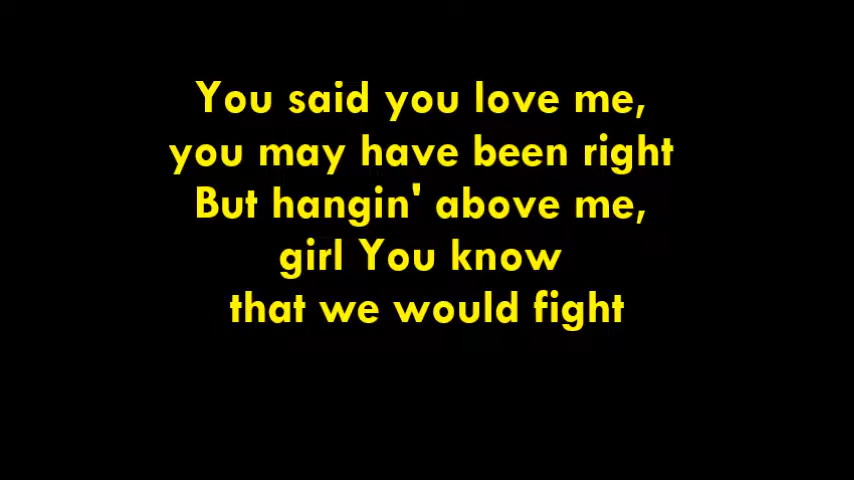 You said you love me,
you may have been right
But hangin' above me,
girl You know
that we would fight